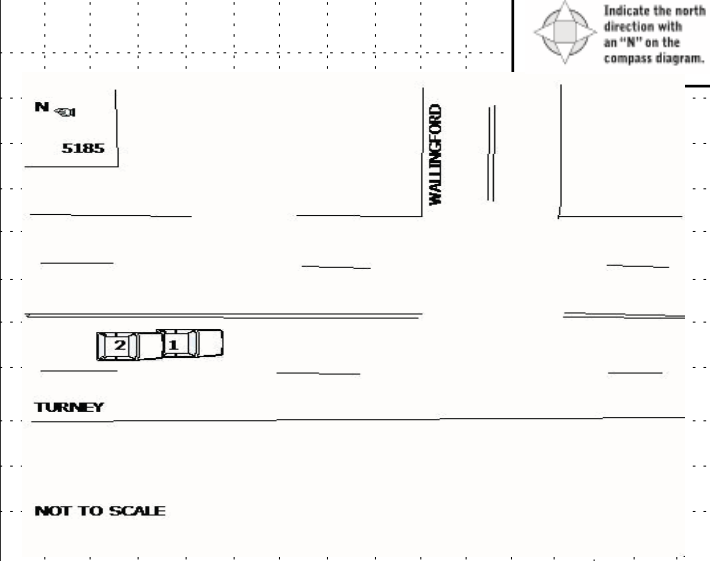 Indicate the north
direction with
an “N” on the
compass diagram.
N
5185
WALLINGFORD
2 1
TURNEY
NOT TO SCALE